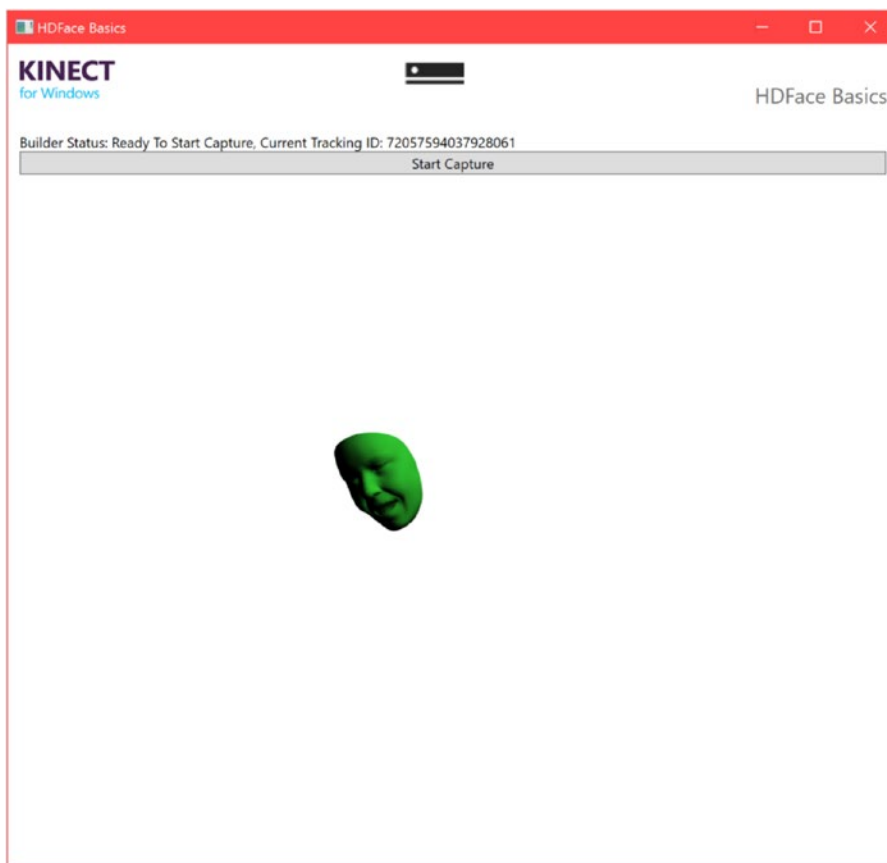 HDFace Basics
KINECT
for Windows
HDFace Basics
Builder Status: Ready To Start Capture, Current Tracking ID: 72057594037928061
Start Capture